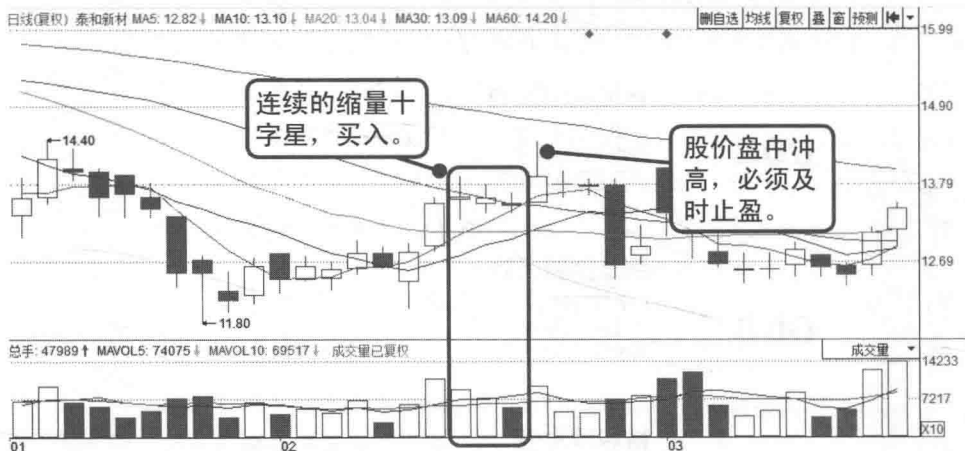 日线(复权) 泰和新材 MA5: 12.82↓ MA10: 13.10↓ MA20: 13.04↓ MA30: 13.09↓ MA60: 14.20↓ 删自选 均线 复权 叠 窗 预测
15.99
连续的缩量十
字星，买入。
14.90
14.40
股价盘中冲
高，必须及
时止盈。
13.79
12.69
11.80
总手: 47989↑ MAVOL5: 74075↓ MAVOL10: 69517↓ 成交量已复权 成交量
14233
7217
X10
01 02 03